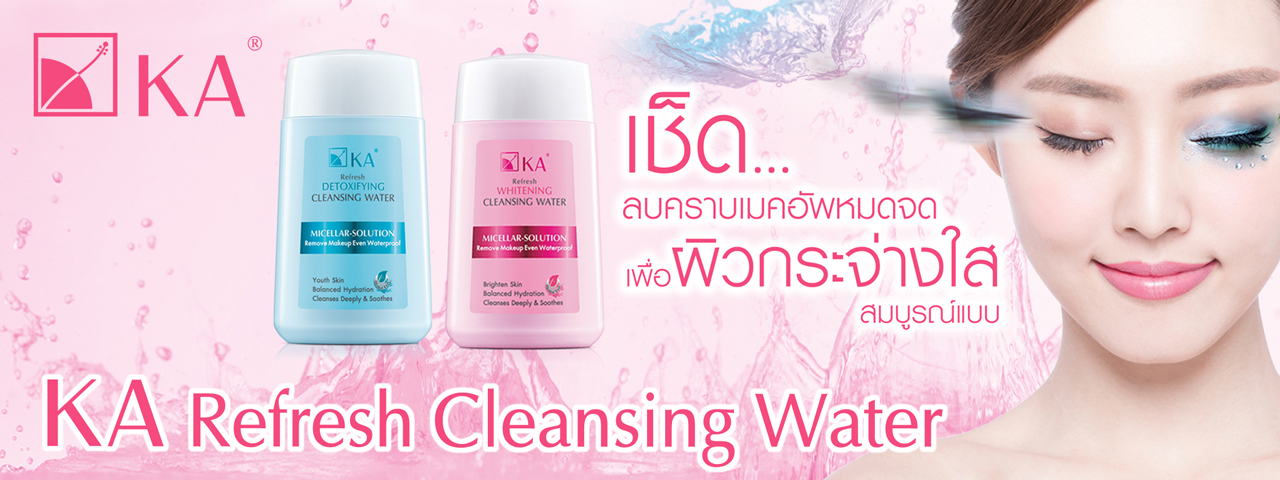 KA®
KA®
Refresh
DETOXIFYING
CLEANSING WATER
MICELLAR-SOLUTION
Remove Makeup Even Waterproof
Youth Skin
Balanced Hydration
Cleanses Deeply & Soothes
KA®
Refresh
WHITENING
CLEANSING WATER
MICELLAR-SOLUTION
Remove Makeup Even Waterproof
Brighten Skin
Balanced Hydration
Cleanses Deeply & Soothes
เช็ด...
ลบคราบเมคอัพหมดจด
เพื่อผิวกระจ่างใส
สมบูรณ์แบบ
KA Refresh Cleansing Water